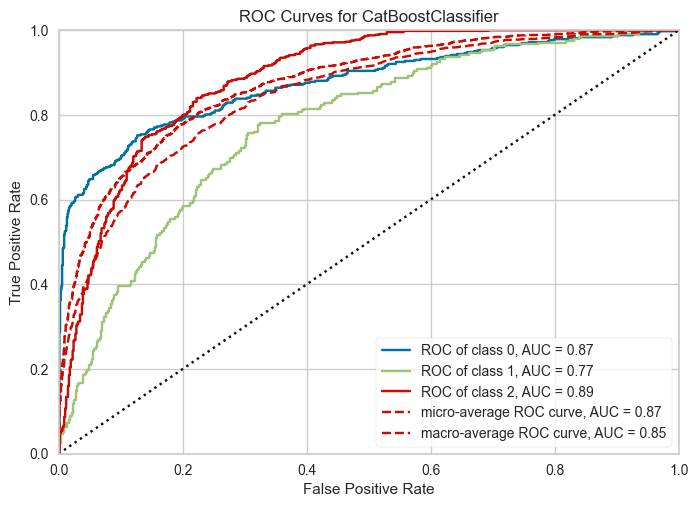 ROC Curves for CatBoostClassifier
True Positive Rate
1.0
0.8
0.6
0.4
0.2
0.0
ROC of class 0, AUC = 0.87
ROC of class 1, AUC = 0.77
ROC of class 2, AUC = 0.89
micro-average ROC curve, AUC = 0.87
macro-average ROC curve, AUC = 0.85
0.0 0.2 0.4 0.6 0.8 1.0
False Positive Rate